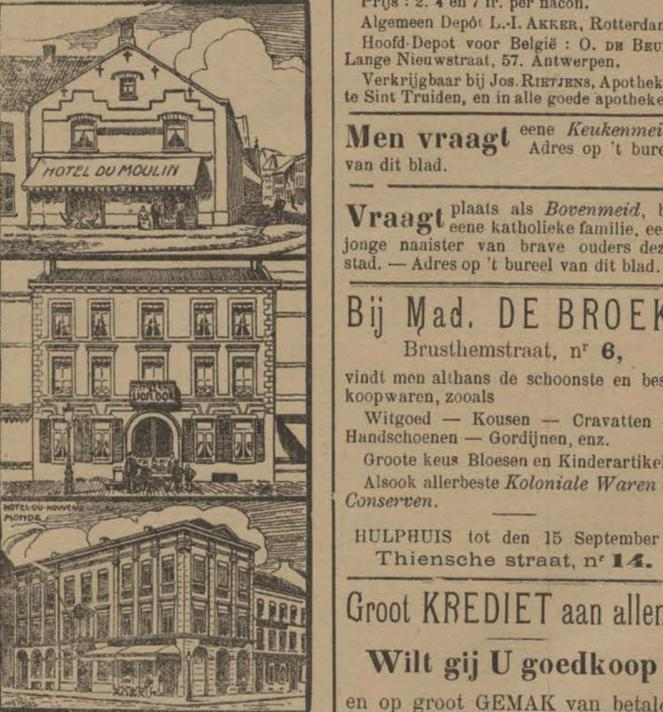 HOTEL DU MOULIN
HOTEL
LION D'OR
HOTEL·DU·NOUVEAU
MONDE
Prijs : 2. 4 en 7 fr. per flacon.
Algemeen Depôt L.-I. AKKER, Rotterdam
Hoofd-Depot voor België : O. DE BEU
Lange Nieuwstraat, 57. Antwerpen.
Verkrijgbaar bij Jos. RIETJENS, Apothek
te Sint Truiden, en in alle goede apotheke
Men vraagt eene Keukenmei
Adres op 't bure
van dit blad.
Vraagt plaats als Bovenmeid, b
eene katholieke familie, ee
jonge naaister van brave ouders dez
stad. — Adres op 't bureel van dit blad.
Bij Mad. DE BROEK
Brusthemstraat, nr 6,
vindt men althans de schoonste en bes
koopwaren, zooals
Witgoed — Kousen — Cravatten —
Handschoenen — Gordijnen, enz.
Groote keus Bloesen en Kinderartikel
Alsook allerbeste Koloniale Waren
Conserven.
HULPHUIS tot den 15 September
Thiensche straat, nr 14.
Groot KREDIET aan allen
Wilt gij U goedkoop
en op groot GEMAK van betale